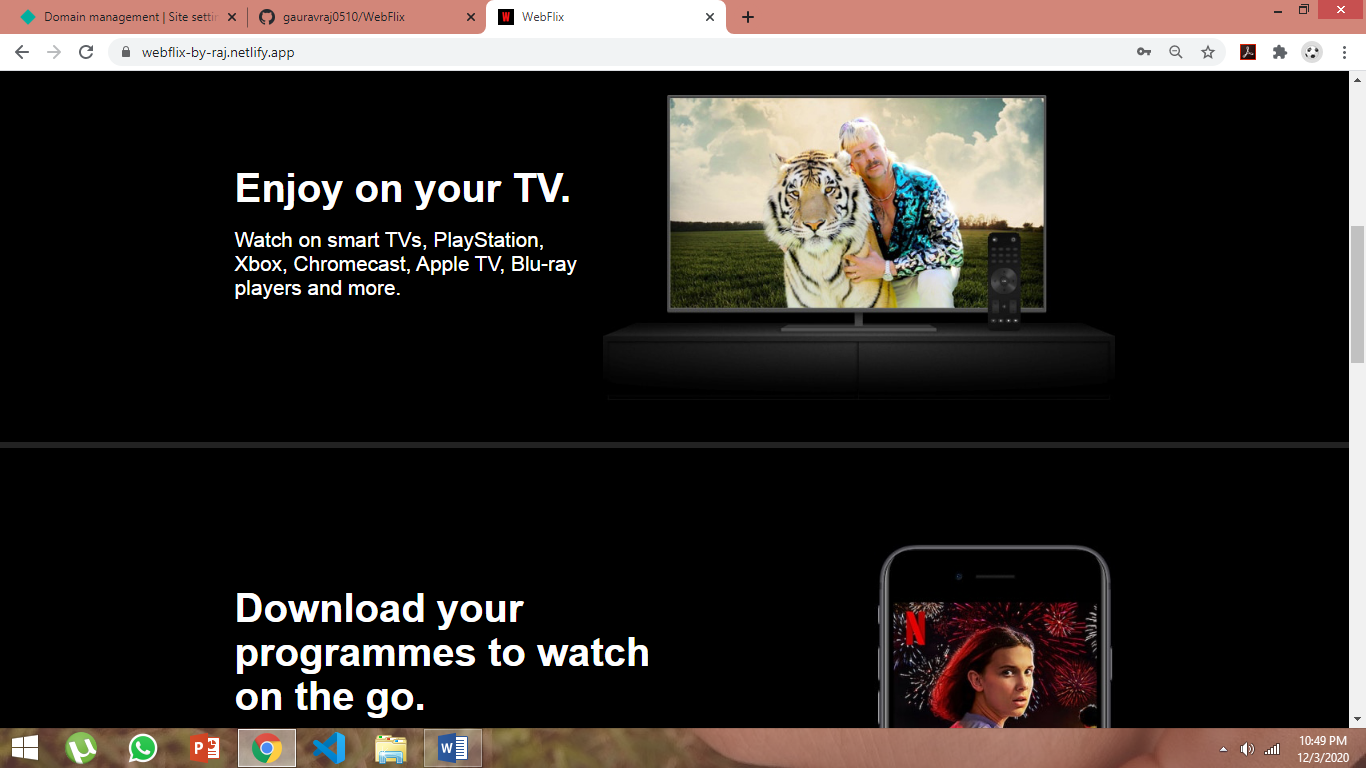 Domain management | Site settin
gauravraj0510/WebFlix
WebFlix
webflix-by-raj.netlify.app
Enjoy on your TV.
Watch on smart TVs, PlayStation,
Xbox, Chromecast, Apple TV, Blu-ray
players and more.
Download your
programmes to watch
on the go.
N
10:49 PM
12/3/2020